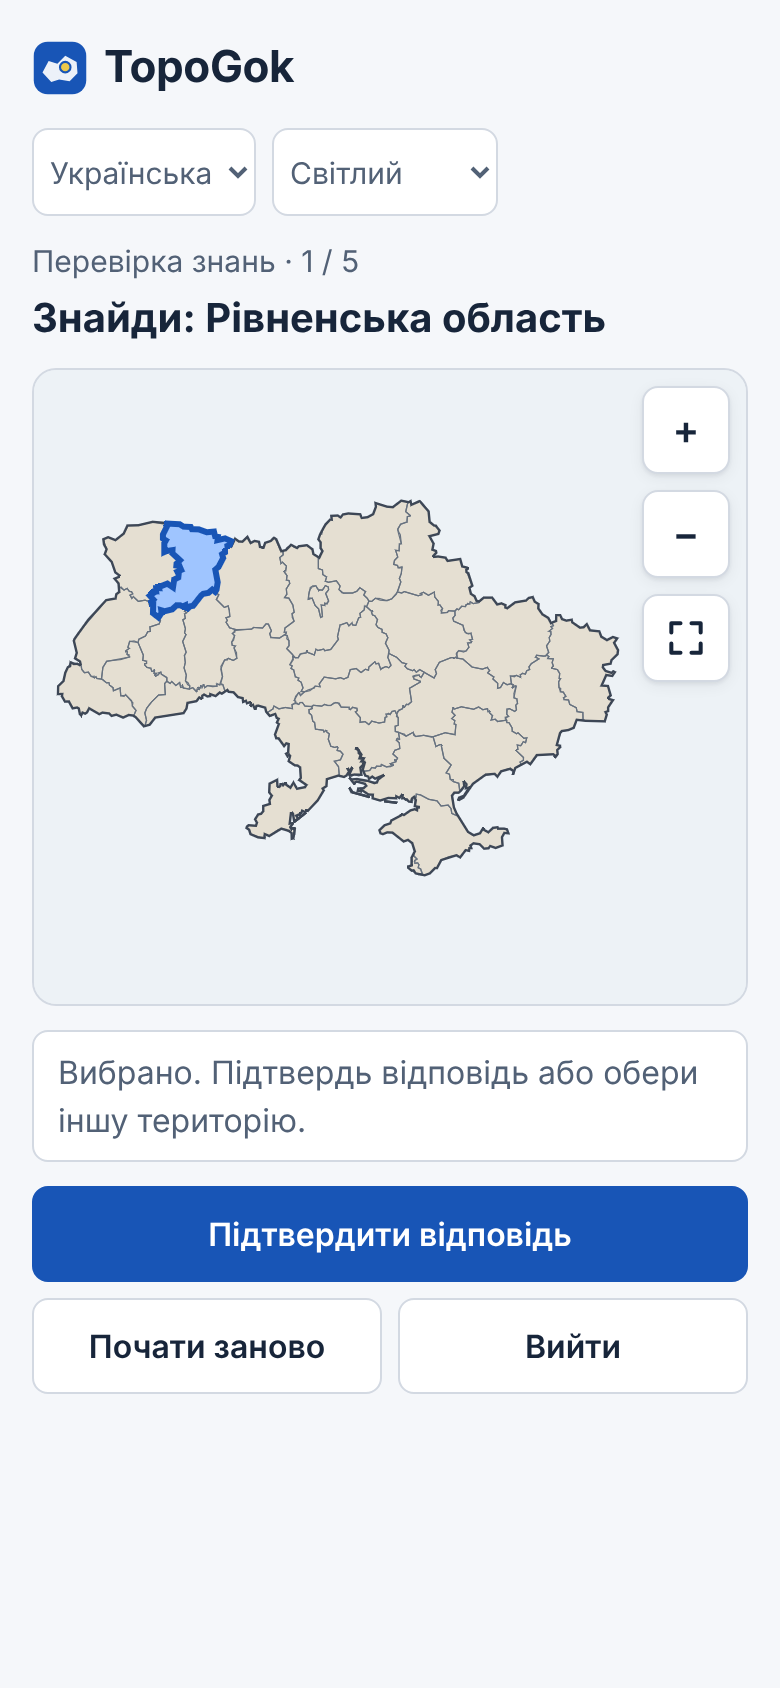 TopoGok
Українська
Світлий
Перевірка знань · 1 / 5
Знайди: Рівненська область
+
−
Вибрано. Підтвердь відповідь або обери
іншу територію.
Підтвердити відповідь
Почати заново
Вийти